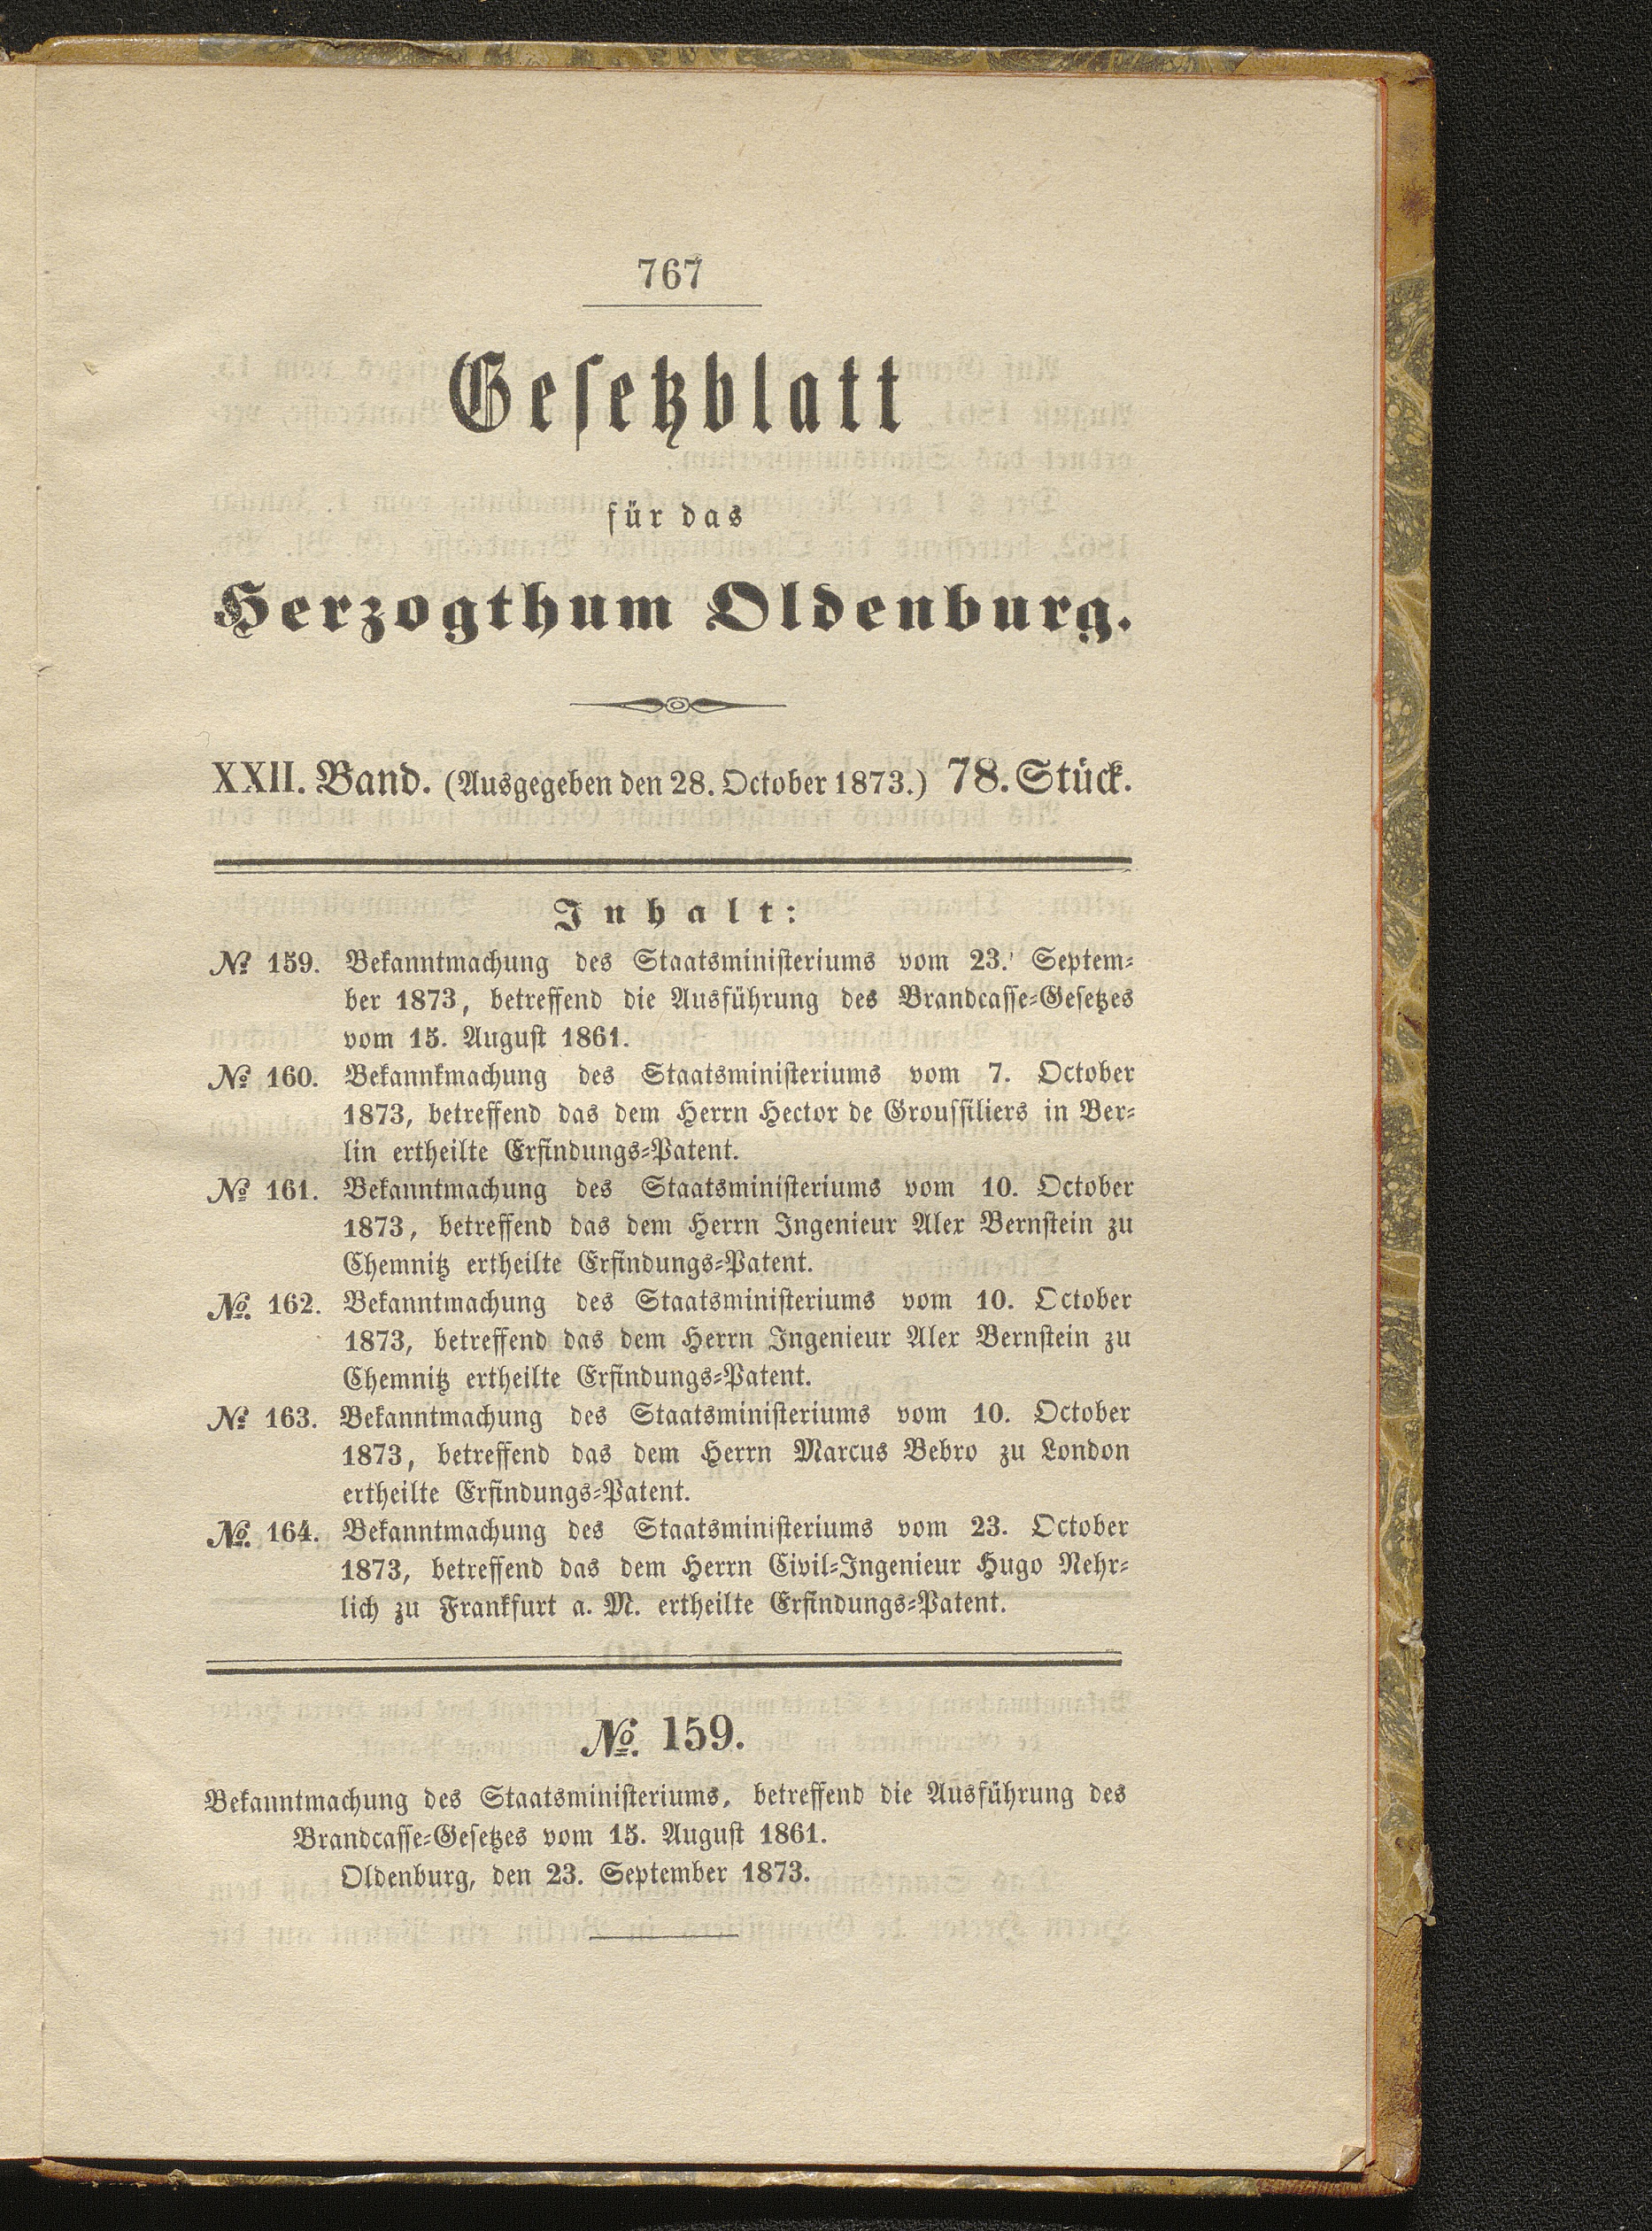 767
Gesetzblatt
für das
Herzogthum Oldenburg.
XXII. Band. (Ausgegeben den 28. October 1873.) 78. Stück.
Inhalt:
№ 159. Bekanntmachung des Staatsministeriums vom 23. Septem-
ber 1873, betreffend die Ausführung des Brandcasse-Gesetzes
vom 15. August 1861.
№ 160. Bekannkmachung des Staatsministeriums vom 7. October
1873, betreffend das dem Herrn Hector de Groussiliers in Ber-
lin ertheilte Erfindungs-Patent.
№ 161. Bekanntmachung des Staatsministeriums vom 10. October
1873, betreffend das dem Herrn Ingenieur Alex Bernstein zu
Chemnitz ertheilte Erfindungs-Patent.
№. 162. Bekanntmachung des Staatsministeriums vom 10. October
1873, betreffend das dem Herrn Ingenieur Alex Bernstein zu
Chemnitz ertheilte Erfindungs-Patent.
№ 163. Bekanntmachung des Staatsministeriums vom 10. October
1873, betreffend das dem Herrn Marcus Bebro zu London
ertheilte Erfindungs-Patent.
№. 164. Bekanntmachung des Staatsministeriums vom 23. October
1873, betreffend das dem Herrn Civil-Ingenieur Hugo Nehr-
lich zu Frankfurt a. M. ertheilte Erfindungs-Patent.
№. 159.
Bekanntmachung des Staatsministeriums, betreffend die Ausführung des
Brandcasse-Gesetzes vom 15. August 1861.
Oldenburg, den 23. September 1873.